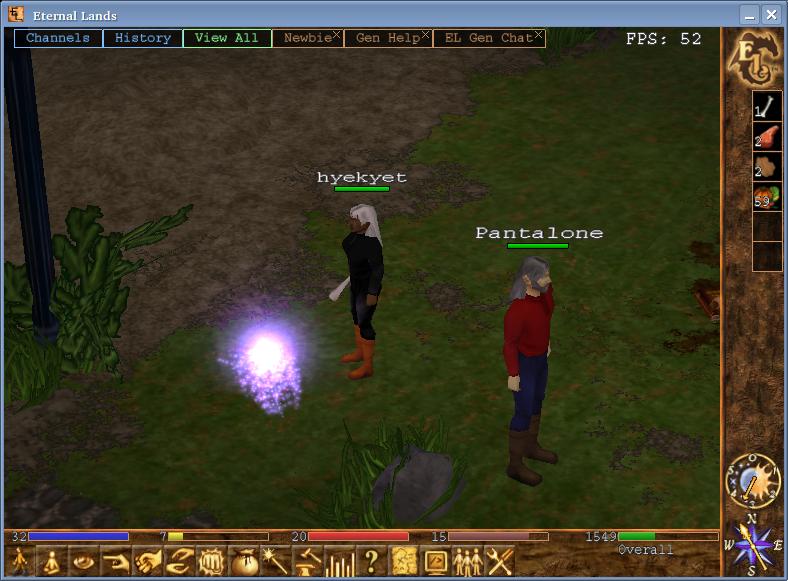 Eternal Lands
Channels History View All Newbie Gen Help EL Gen Chat
FPS: 52
hyekyet
Pantalone
1
2
2
59
32 7 20 15 1549
Overall
N
W E
S